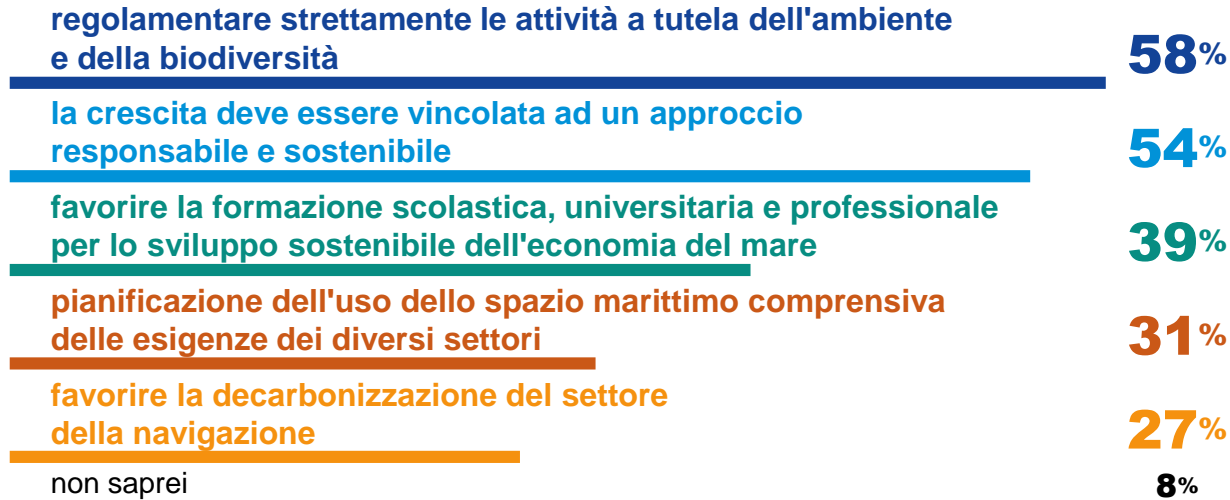 regolamentare strettamente le attività a tutela dell'ambiente
e della biodiversità
58%
la crescita deve essere vincolata ad un approccio
responsabile e sostenibile
54%
favorire la formazione scolastica, universitaria e professionale
per lo sviluppo sostenibile dell'economia del mare
39%
pianificazione dell'uso dello spazio marittimo comprensiva
delle esigenze dei diversi settori
31%
favorire la decarbonizzazione del settore
della navigazione
27%
non saprei
8%